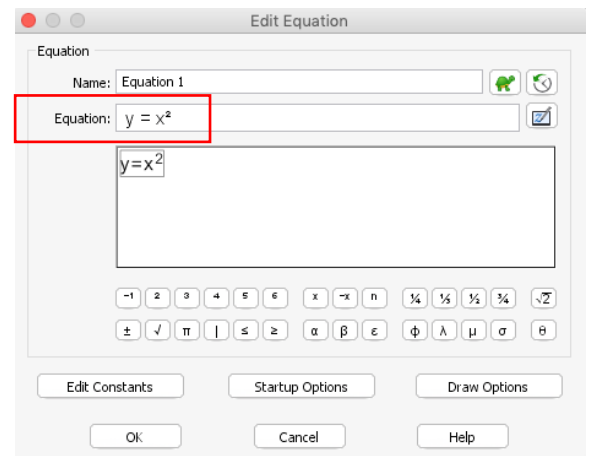 Edit Equation
Equation
Name: Equation 1
Equation: y = x²
y=x²
⁻¹ ² ³ ⁴ ⁵ ⁶ ˣ ⁻ˣ ⁿ ¼ ⅓ ½ ¾ √2
± √ π | ≤ ≥ α β ε φ λ μ σ θ
Edit Constants Startup Options Draw Options
OK Cancel Help